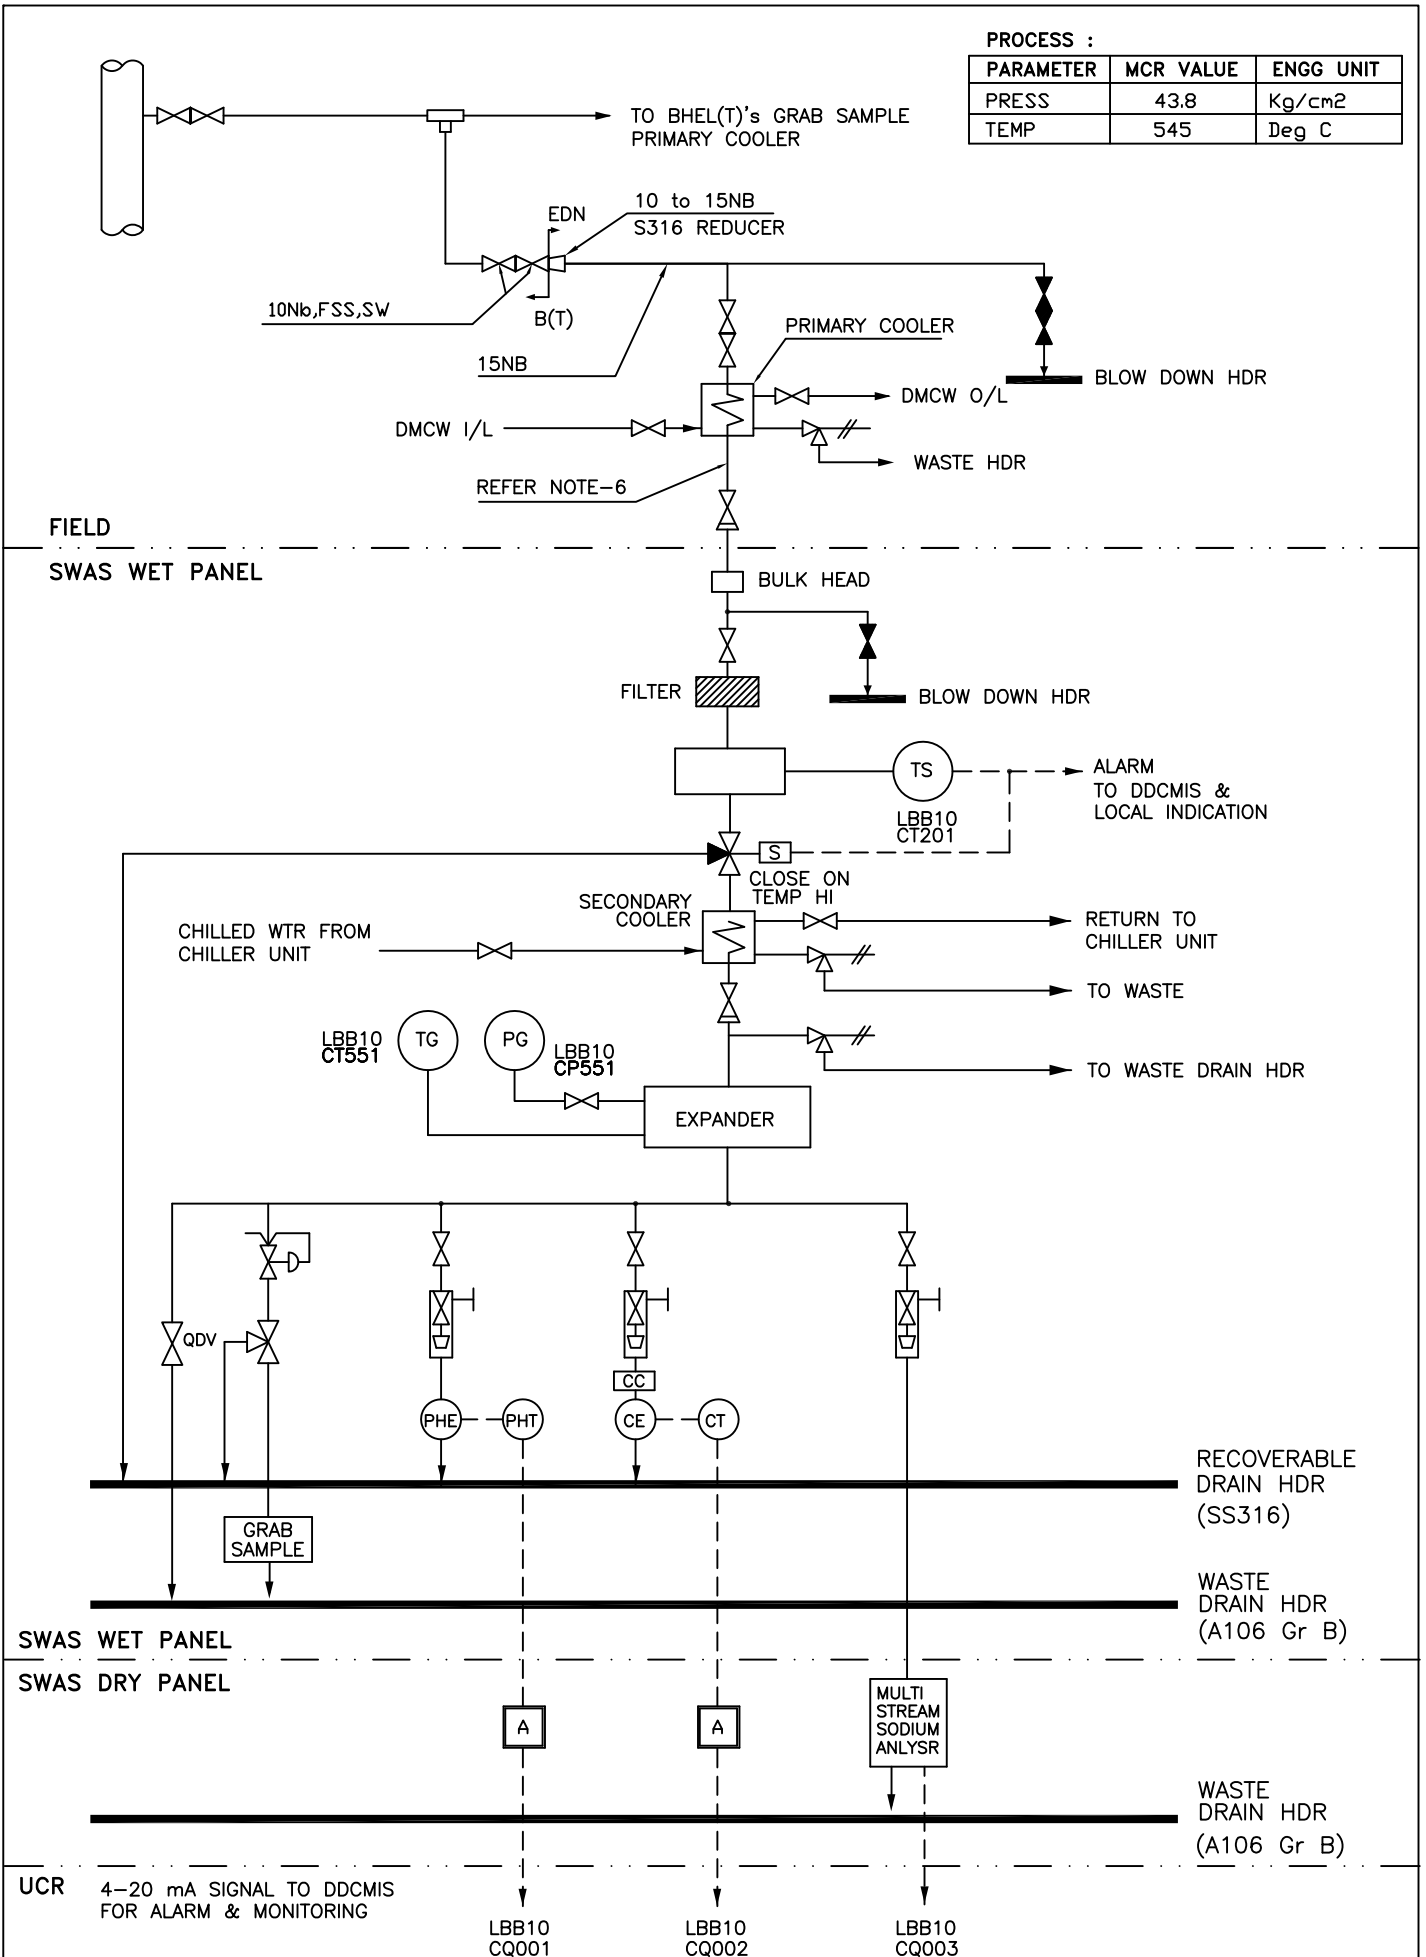 PROCESS :
PARAMETER MCR VALUE ENGG UNIT
PRESS 43.8 Kg/cm2
TEMP 545 Deg C
TO BHEL(T)'s GRAB SAMPLE
PRIMARY COOLER
10 to 15NB
S316 REDUCER
EDN
10Nb,FSS,SW
B(T)
15NB
PRIMARY COOLER
BLOW DOWN HDR
DMCW O/L
DMCW I/L
WASTE HDR
REFER NOTE-6
FIELD
SWAS WET PANEL
BULK HEAD
FILTER
BLOW DOWN HDR
TS
LBB10
CT201
ALARM
TO DDCMIS &
LOCAL INDICATION
S
CLOSE ON
TEMP HI
SECONDARY
COOLER
CHILLED WTR FROM
CHILLER UNIT
RETURN TO
CHILLER UNIT
TO WASTE
LBB10
CT551
TG
PG
LBB10
CP551
TO WASTE DRAIN HDR
EXPANDER
QDV
CC
PHE
PHT
CE
CT
RECOVERABLE
DRAIN HDR
(SS316)
GRAB
SAMPLE
WASTE
DRAIN HDR
(A106 Gr B)
SWAS WET PANEL
SWAS DRY PANEL
A
A
MULTI
STREAM
SODIUM
ANLYSR
WASTE
DRAIN HDR
(A106 Gr B)
UCR
4-20 mA SIGNAL TO DDCMIS
FOR ALARM & MONITORING
LBB10
CQ001
LBB10
CQ002
LBB10
CQ003